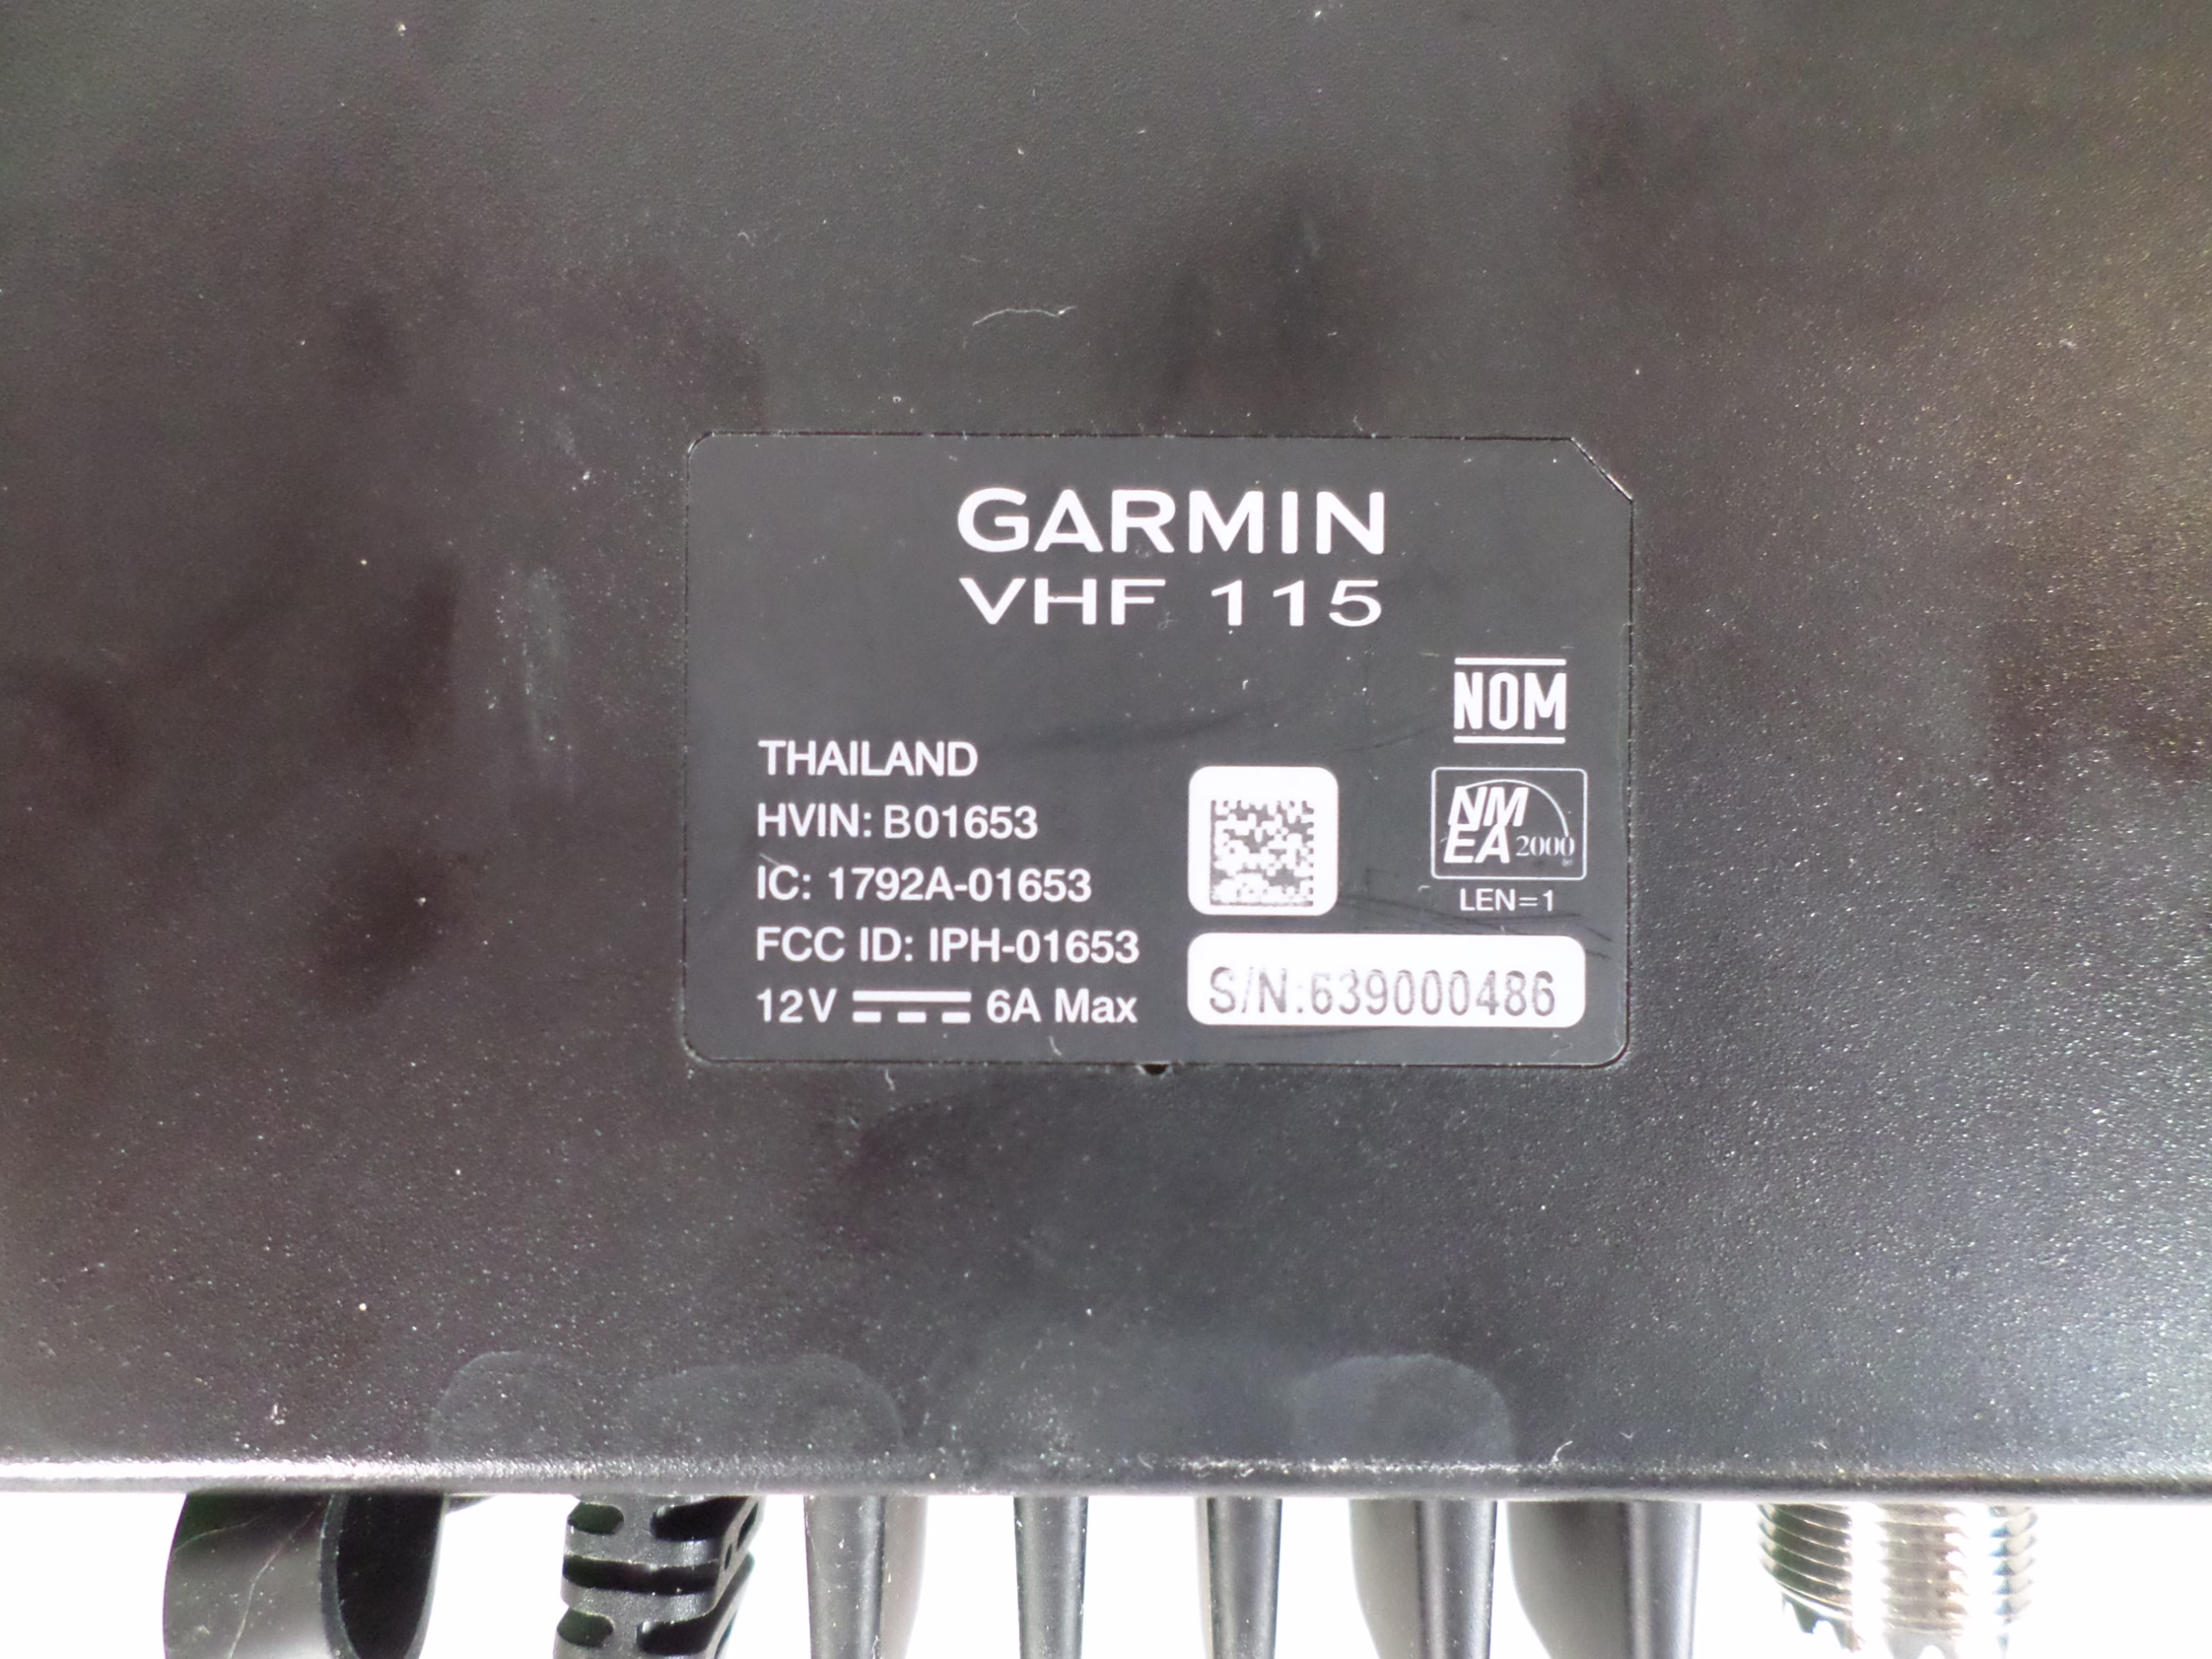 GARMIN
VHF 115
NOM
THAILAND
HVIN: B01653
IC: 1792A-01653
FCC ID: IPH-01653
12V 6A Max
NMEA 2000
LEN=1
S/N:639000486